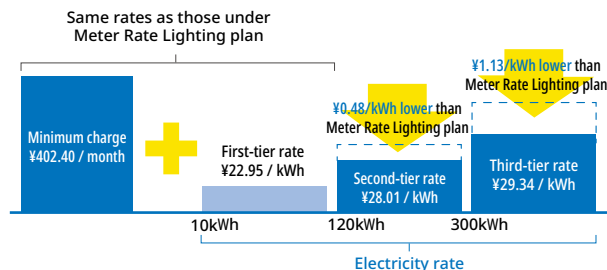 Same rates as those under
Meter Rate Lighting plan
¥1.13/kWh lower than
Meter Rate Lighting plan
¥0.48/kWh lower than
Meter Rate Lighting plan
Minimum charge
¥402.40 / month
First-tier rate
¥22.95 / kWh
Second-tier rate
¥28.01 / kWh
Third-tier rate
¥29.34 / kWh
10kWh
120kWh
300kWh
Electricity rate